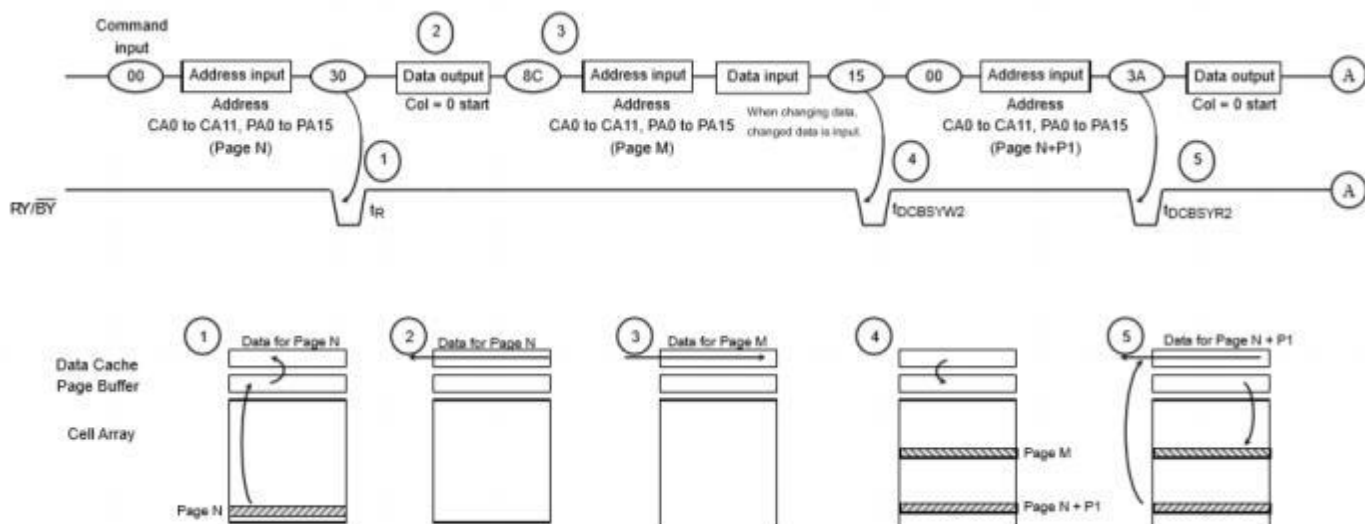 Command
input
2
3
00
Address input
30
Data output
8C
Address input
Data input
15
00
Address input
3A
Data output
A
Address
CA0 to CA11, PA0 to PA15
(Page N)
Col = 0 start
Address
CA0 to CA11, PA0 to PA15
(Page M)
When changing data,
changed data is input.
Address
CA0 to CA11, PA0 to PA15
(Page N+P1)
Col = 0 start
1
4
5
RY/BY
tR
tDCBSYW2
tDCBSYR2
A
1
Data for Page N
2
Data for Page N
3
Data for Page M
4
5
Data for Page N + P1
Data Cache
Page Buffer
Cell Array
Page M
Page N
Page N + P1